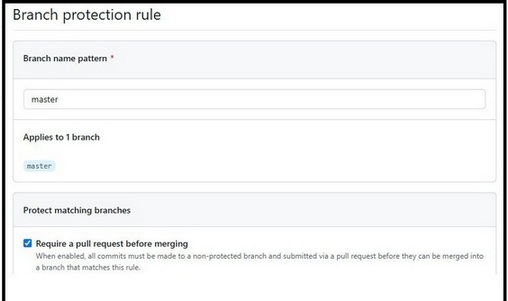 Branch protection rule
Branch name pattern *
master
Applies to 1 branch
master
Protect matching branches
Require a pull request before merging
When enabled, all commits must be made to a non-protected branch and submitted via a pull request before they can be merged into
a branch that matches this rule.